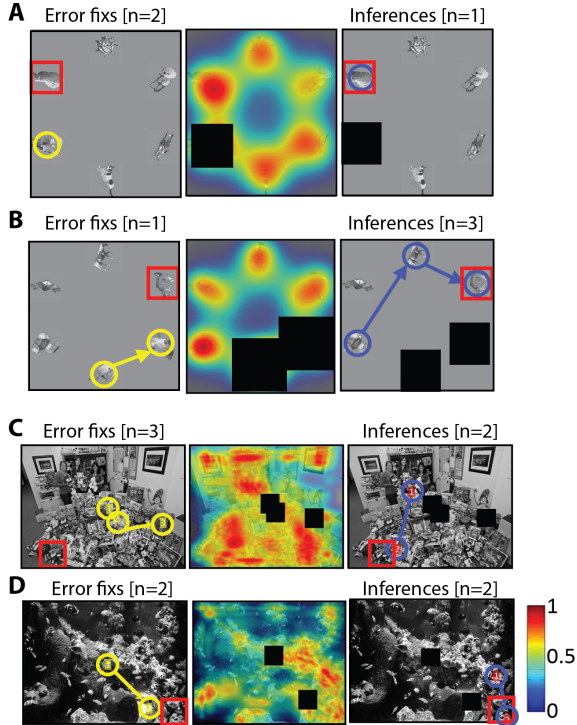 A
Error fixs [n=2]
Inferences [n=1]
B
Error fixs [n=1]
Inferences [n=3]
C
Error fixs [n=3]
Inferences [n=2]
D
Error fixs [n=2]
Inferences [n=2]
1
0.5
0